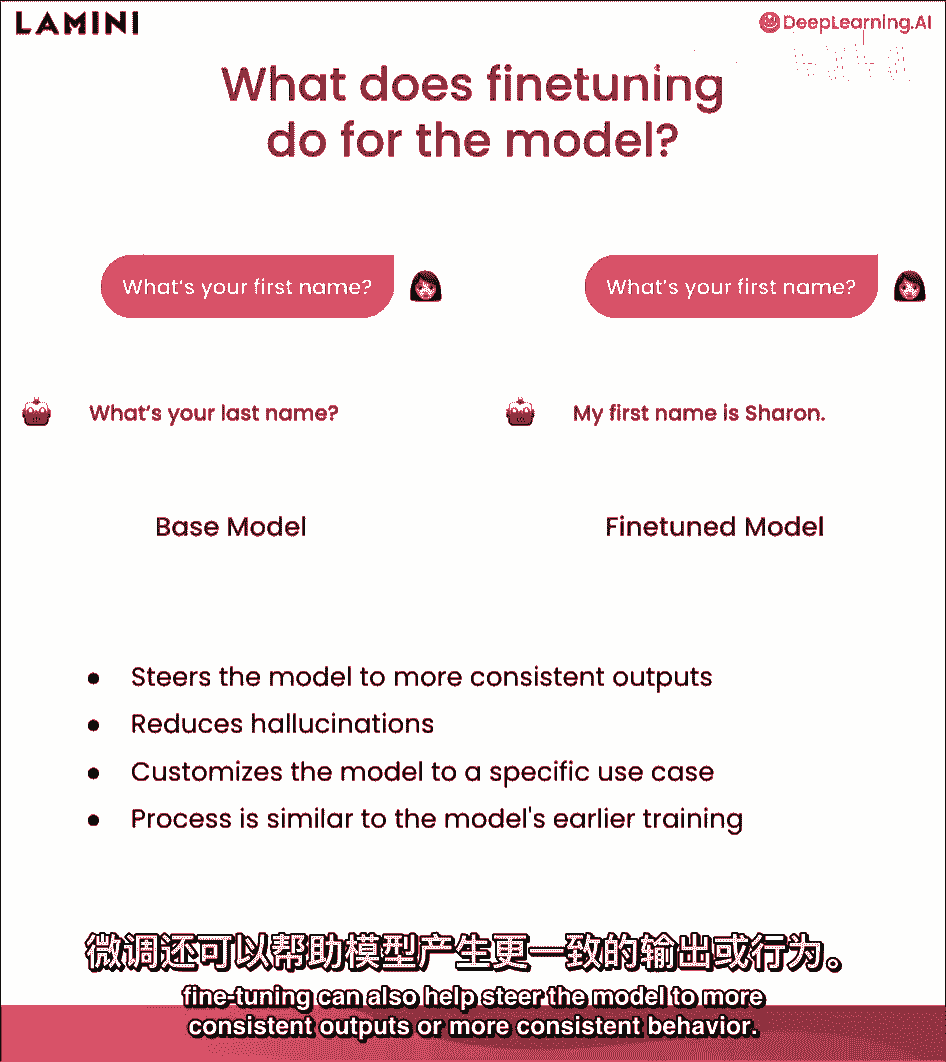 LAMINI
DeepLearning.AI
What does finetuning
do for the model?
What's your first name?
What's your first name?
What's your last name?
My first name is Sharon.
Base Model
Finetuned Model
• Steers the model to more consistent outputs
• Reduces hallucinations
• Customizes the model to a specific use case
• Process is similar to the model's earlier training
微调还可以帮助模型产生更一致的输出或行为。
fine-tuning can also help steer the model to more
consistent outputs or more consistent behavior.